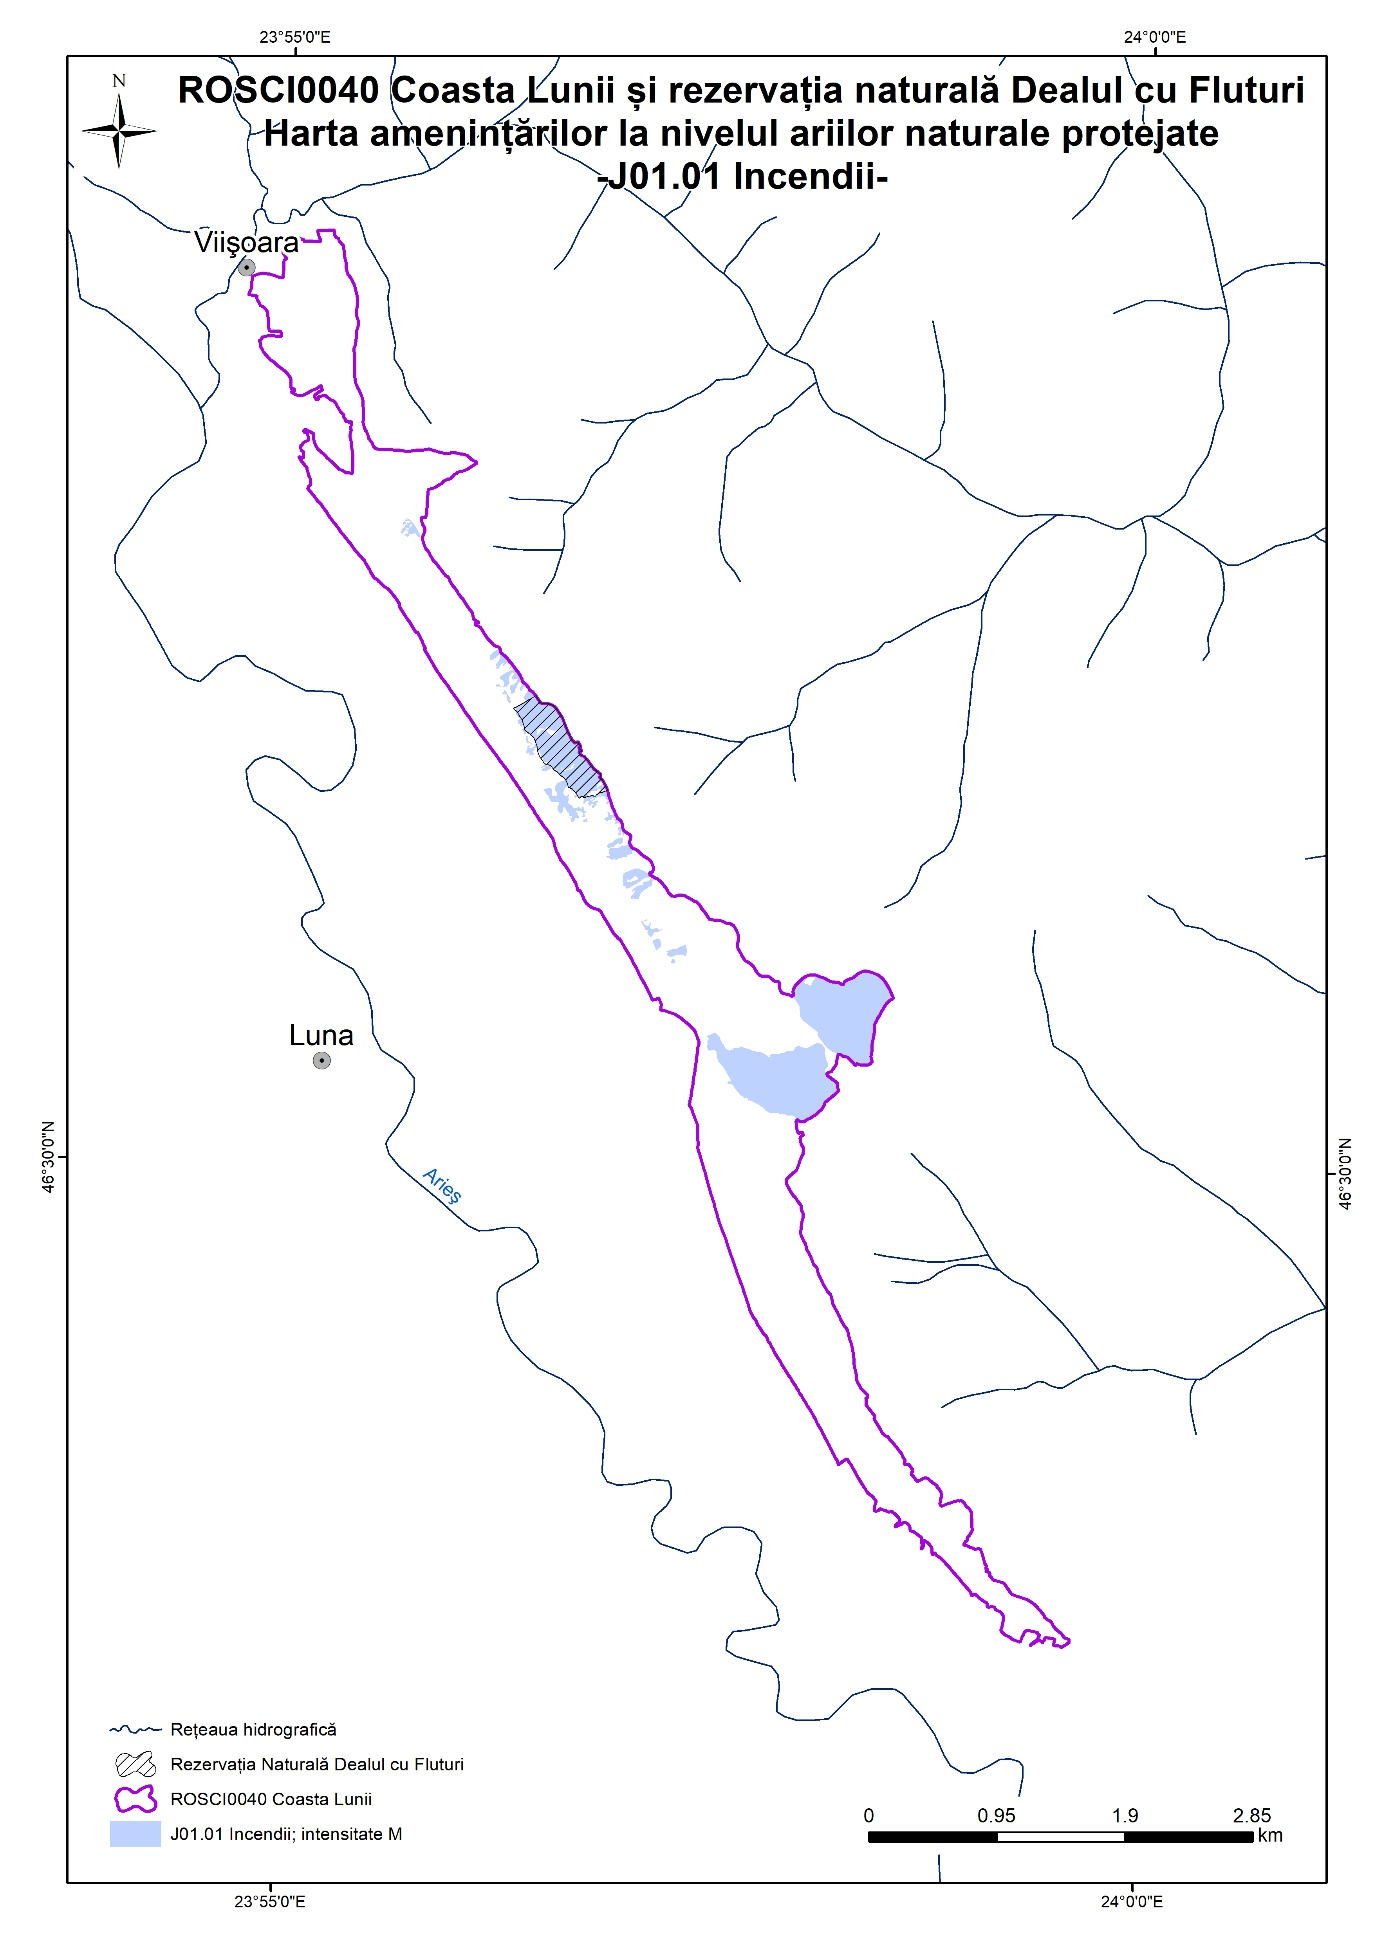 23°55'0"E
24°0'0"E
N
ROSCI0040 Coasta Lunii și rezervația naturală Dealul cu Fluturi
Harta amenințărilor la nivelul ariilor naturale protejate
-J01.01 Incendii-
Viişoara
Luna
46°30'0"N
46°30'0"N
Arieş
Rețeaua hidrografică
Rezervația Naturală Dealul cu Fluturi
ROSCI0040 Coasta Lunii
J01.01 Incendii; intensitate M
0 0.95 1.9 2.85
km
23°55'0"E
24°0'0"E